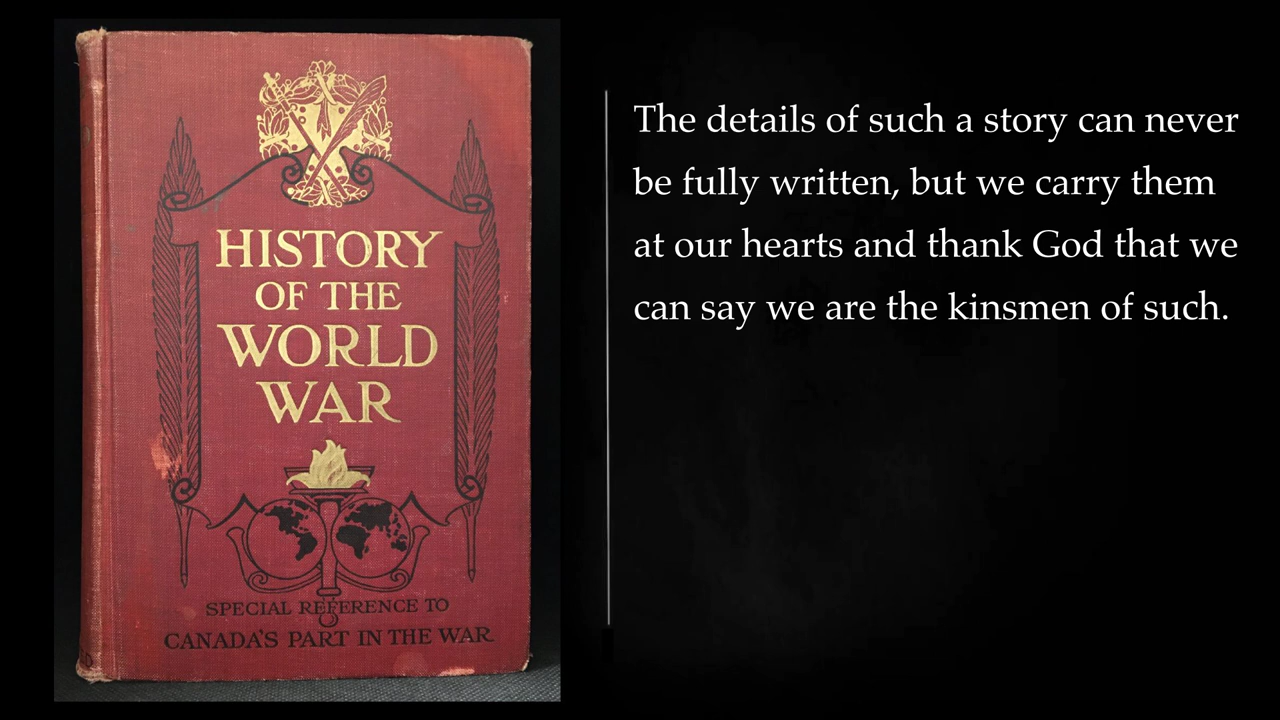 HISTORY
OF THE
WORLD
WAR
SPECIAL REFERENCE TO
CANADA'S PART IN THE WAR
The details of such a story can never
be fully written, but we carry them
at our hearts and thank God that we
can say we are the kinsmen of such.